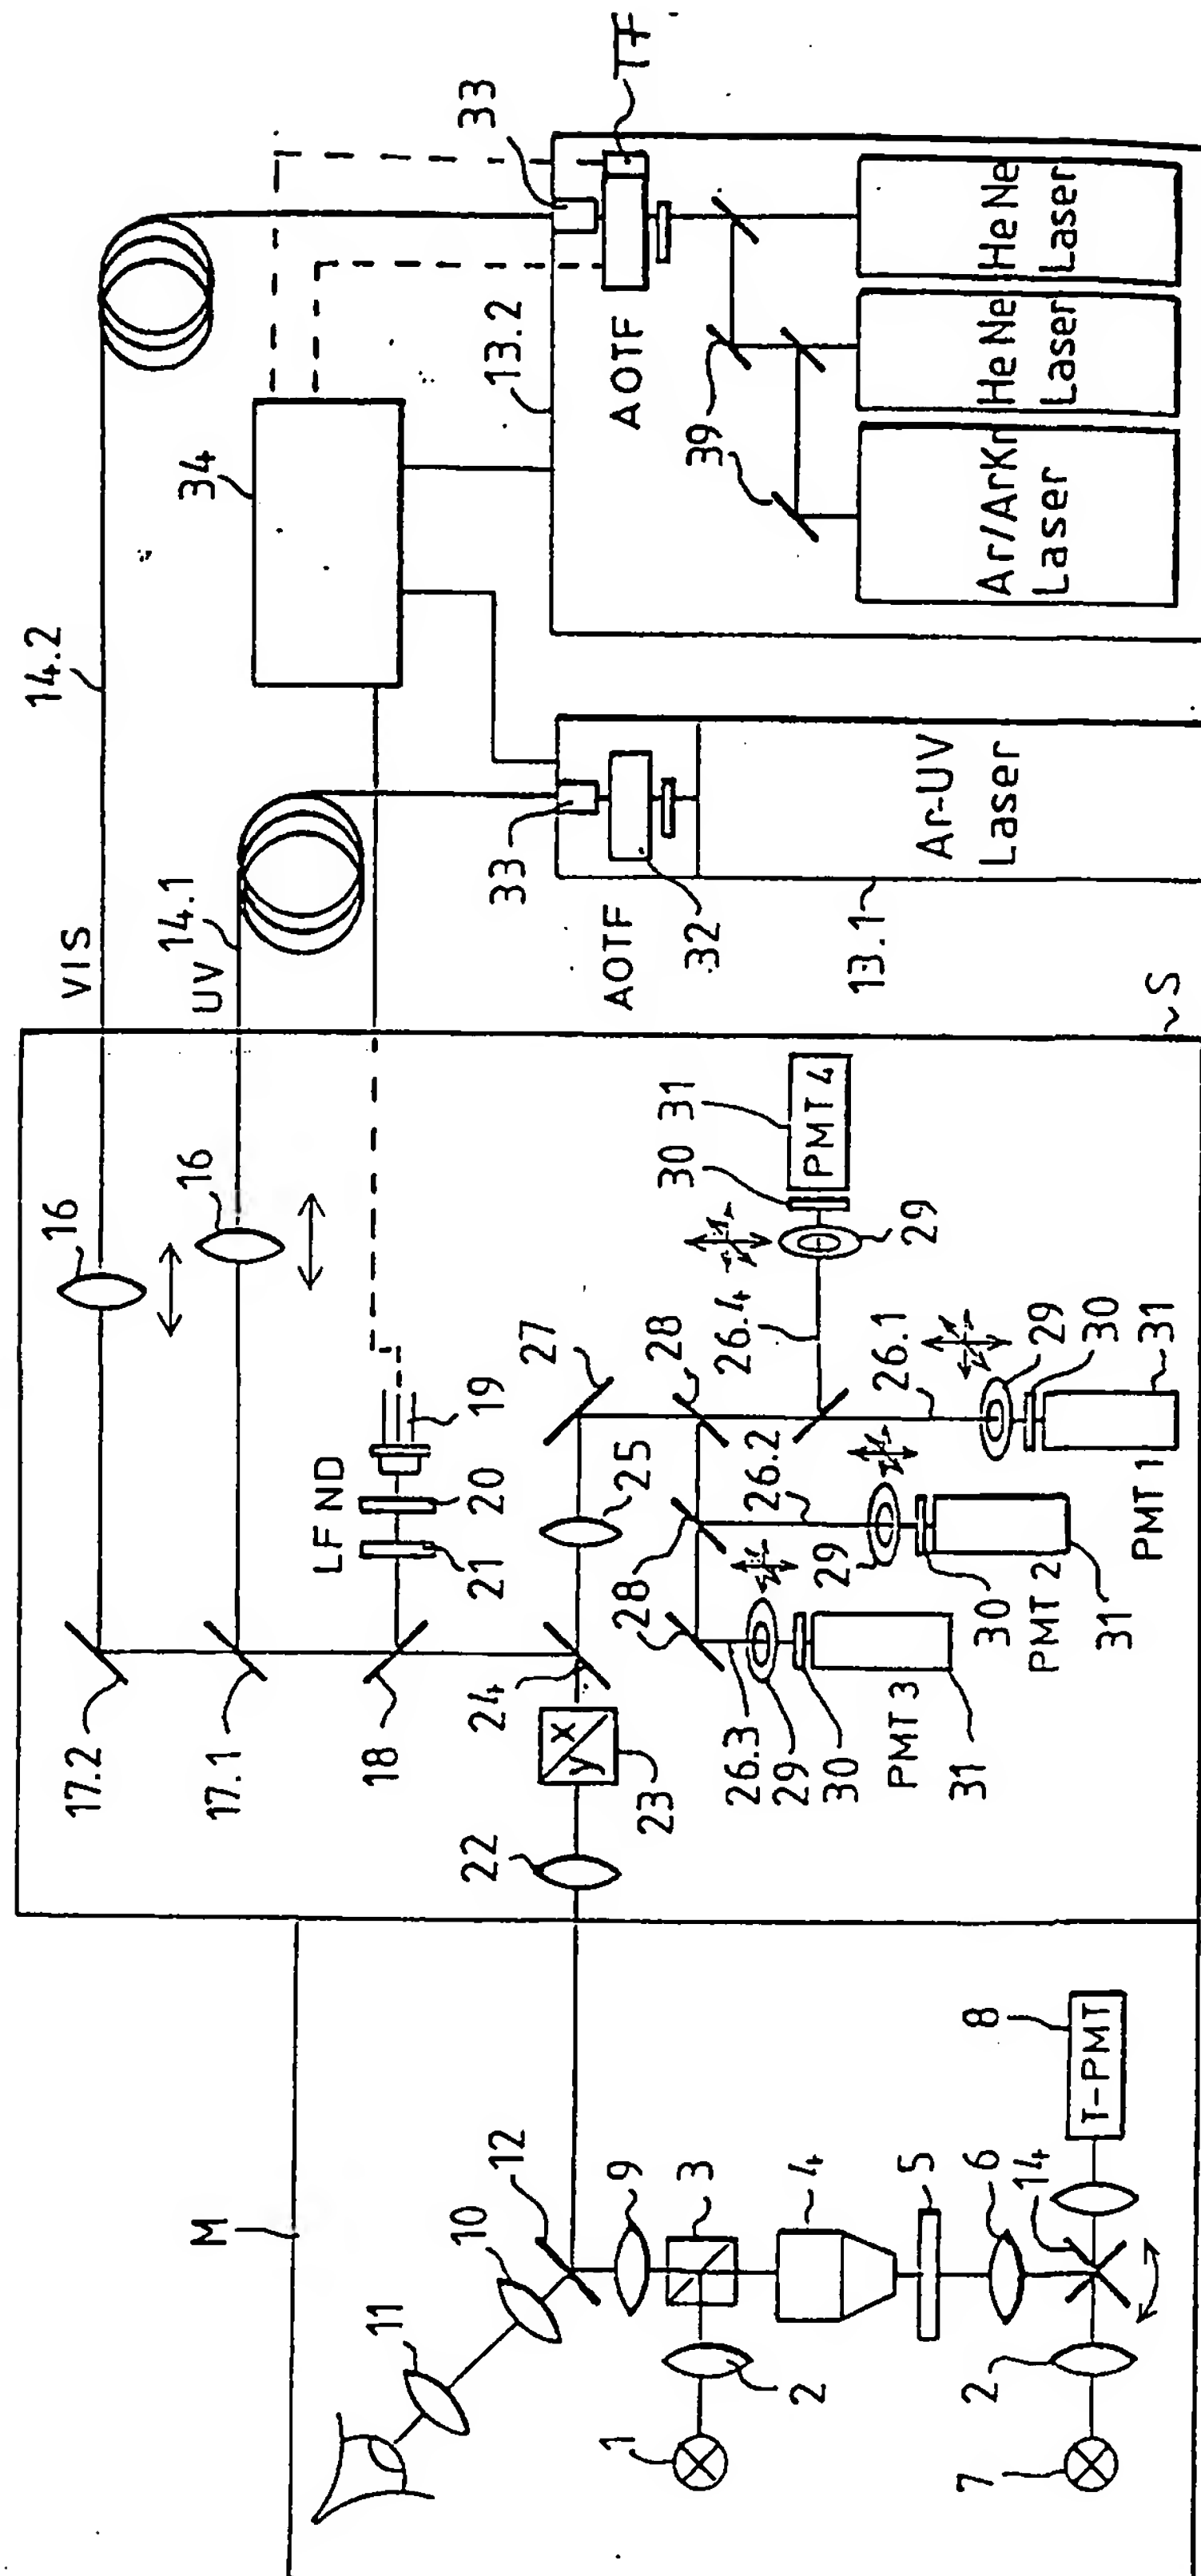 33
TF
14.2
34
13.2
AOTF
39
He Ne
Laser
He Ne
Laser
Ar/ArKr
Laser
VIS
14.1
UV
33
AOTF
32
Ar-UV
Laser
13.1
S
16
16
19
LF ND
20
21
17.2
17.1
18
24
25
27
28
28
28
x
y
23
22
26.4
26.1
26.2
26.3
29
30
31
PMT 4
29
30
31
PMT 1
29
30
31
PMT 2
29
30
31
PMT 3
M
12
11
10
9
3
4
5
6
14
8
T-PMT
2
2
1
7